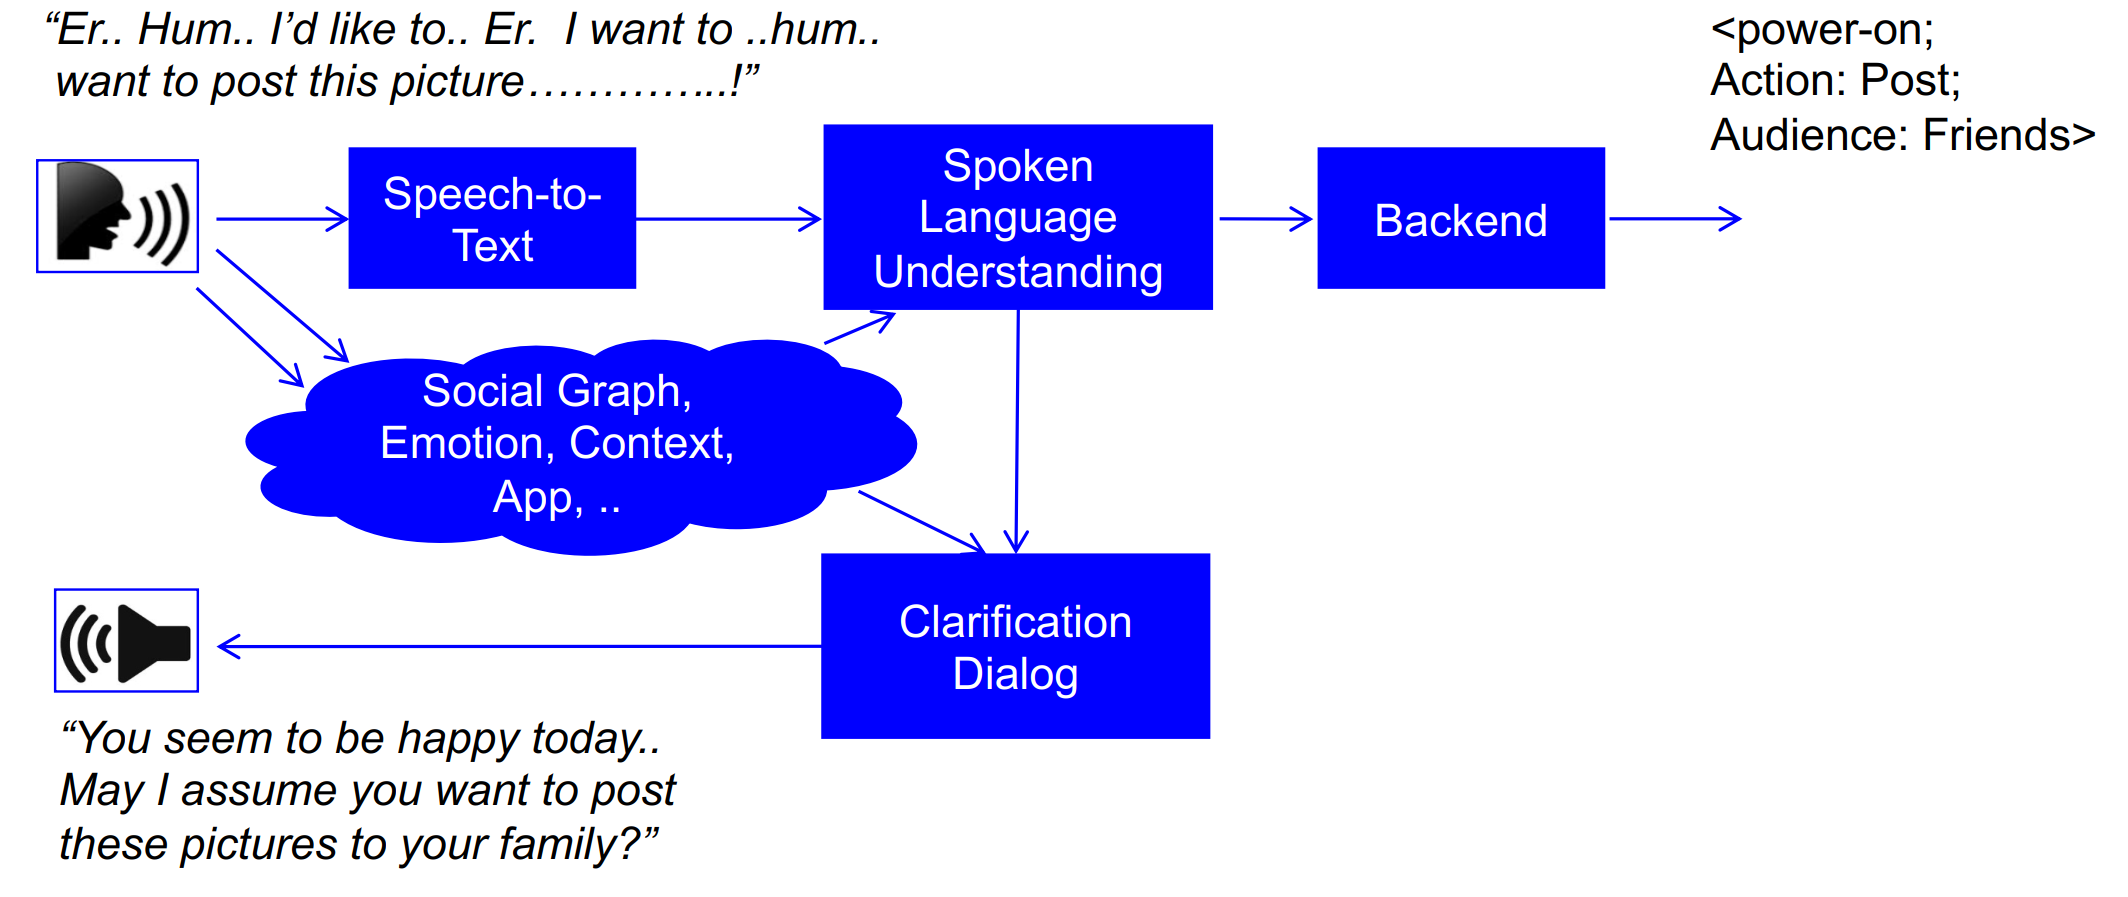 “Er.. Hum.. I’d like to.. Er.  I want to ..hum..
want to post this picture…………...!”
<power-on;
Action: Post;
Audience: Friends>
Speech-to-
Text
Spoken
Language
Understanding
Backend
Social Graph,
Emotion, Context,
App, ..
Clarification
Dialog
“You seem to be happy today..
May I assume you want to post
these pictures to your family?”